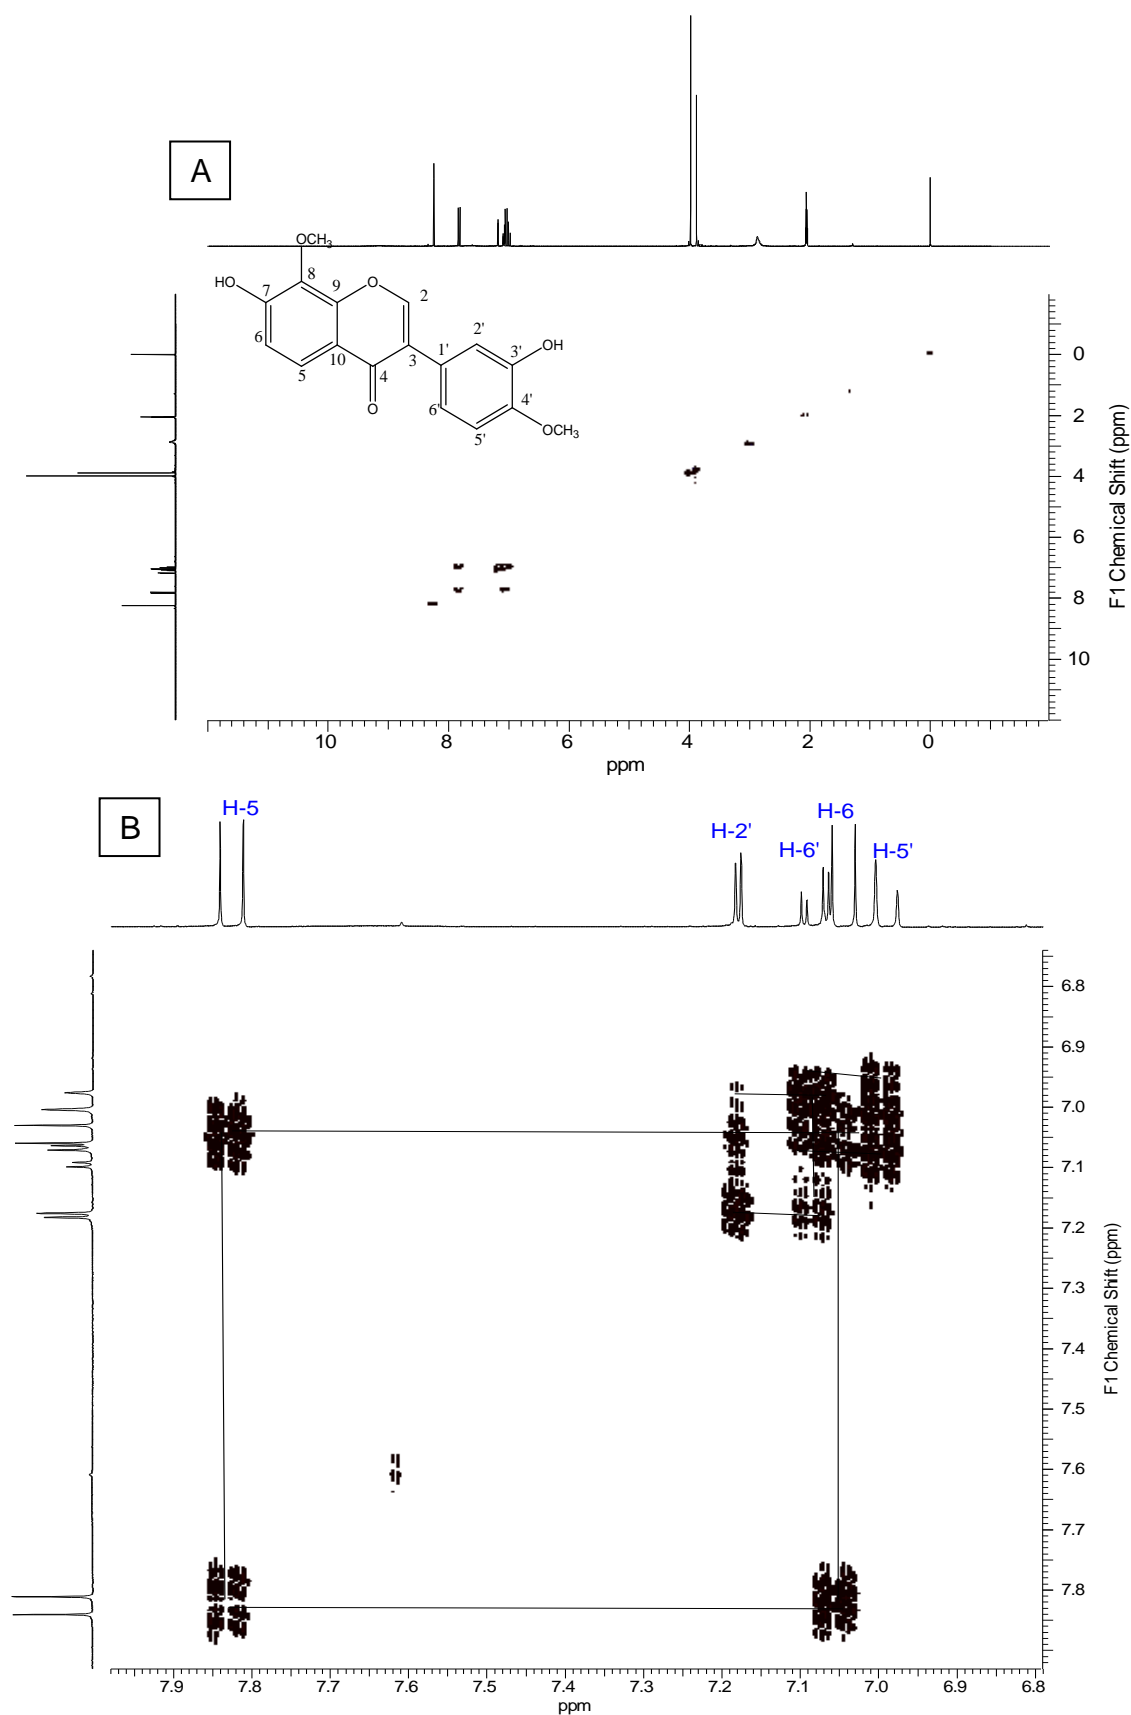 A
OCH3
HO
7
8
9
O
2
6
10
3
1'
2'
3'
OH
5
4
6'
4'
O
5'
OCH3
0
2
4
6
8
10
F1 Chemical Shift (ppm)
10 8 6 4 2 0
ppm
B
H-5
H-2'
H-6'
H-6
H-5'
6.8
6.9
7.0
7.1
7.2
7.3
7.4
7.5
7.6
7.7
7.8
F1 Chemical Shift (ppm)
7.9 7.8 7.7 7.6 7.5 7.4 7.3 7.2 7.1 7.0 6.9 6.8
ppm